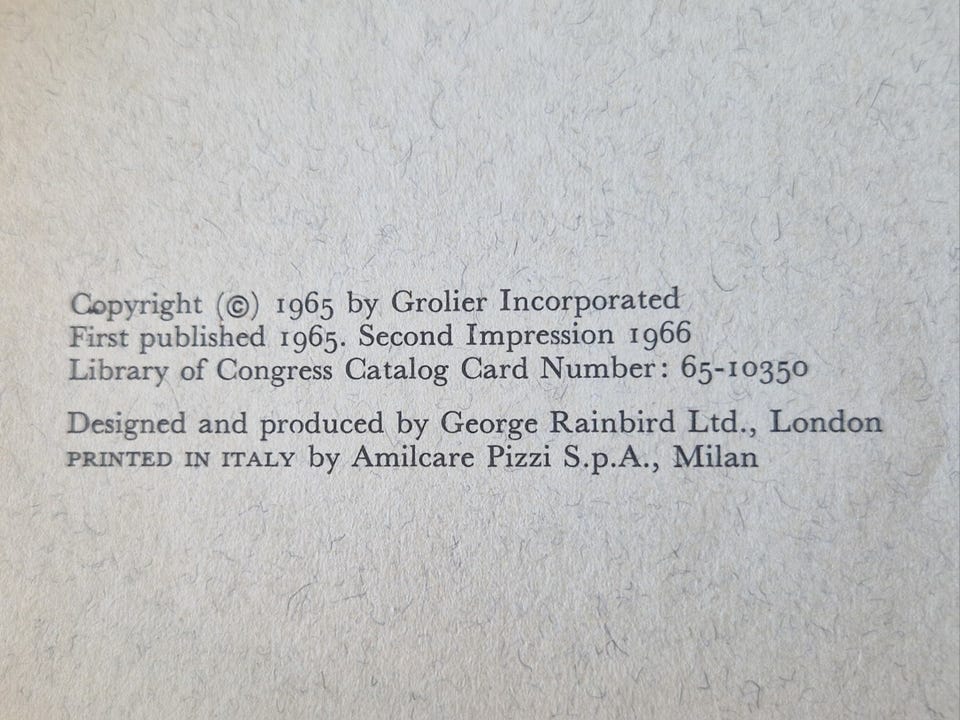 Copyright (©) 1965 by Grolier Incorporated
First published 1965. Second Impression 1966
Library of Congress Catalog Card Number: 65-10350
Designed and produced by George Rainbird Ltd., London
PRINTED IN ITALY by Amilcare Pizzi S.p.A., Milan